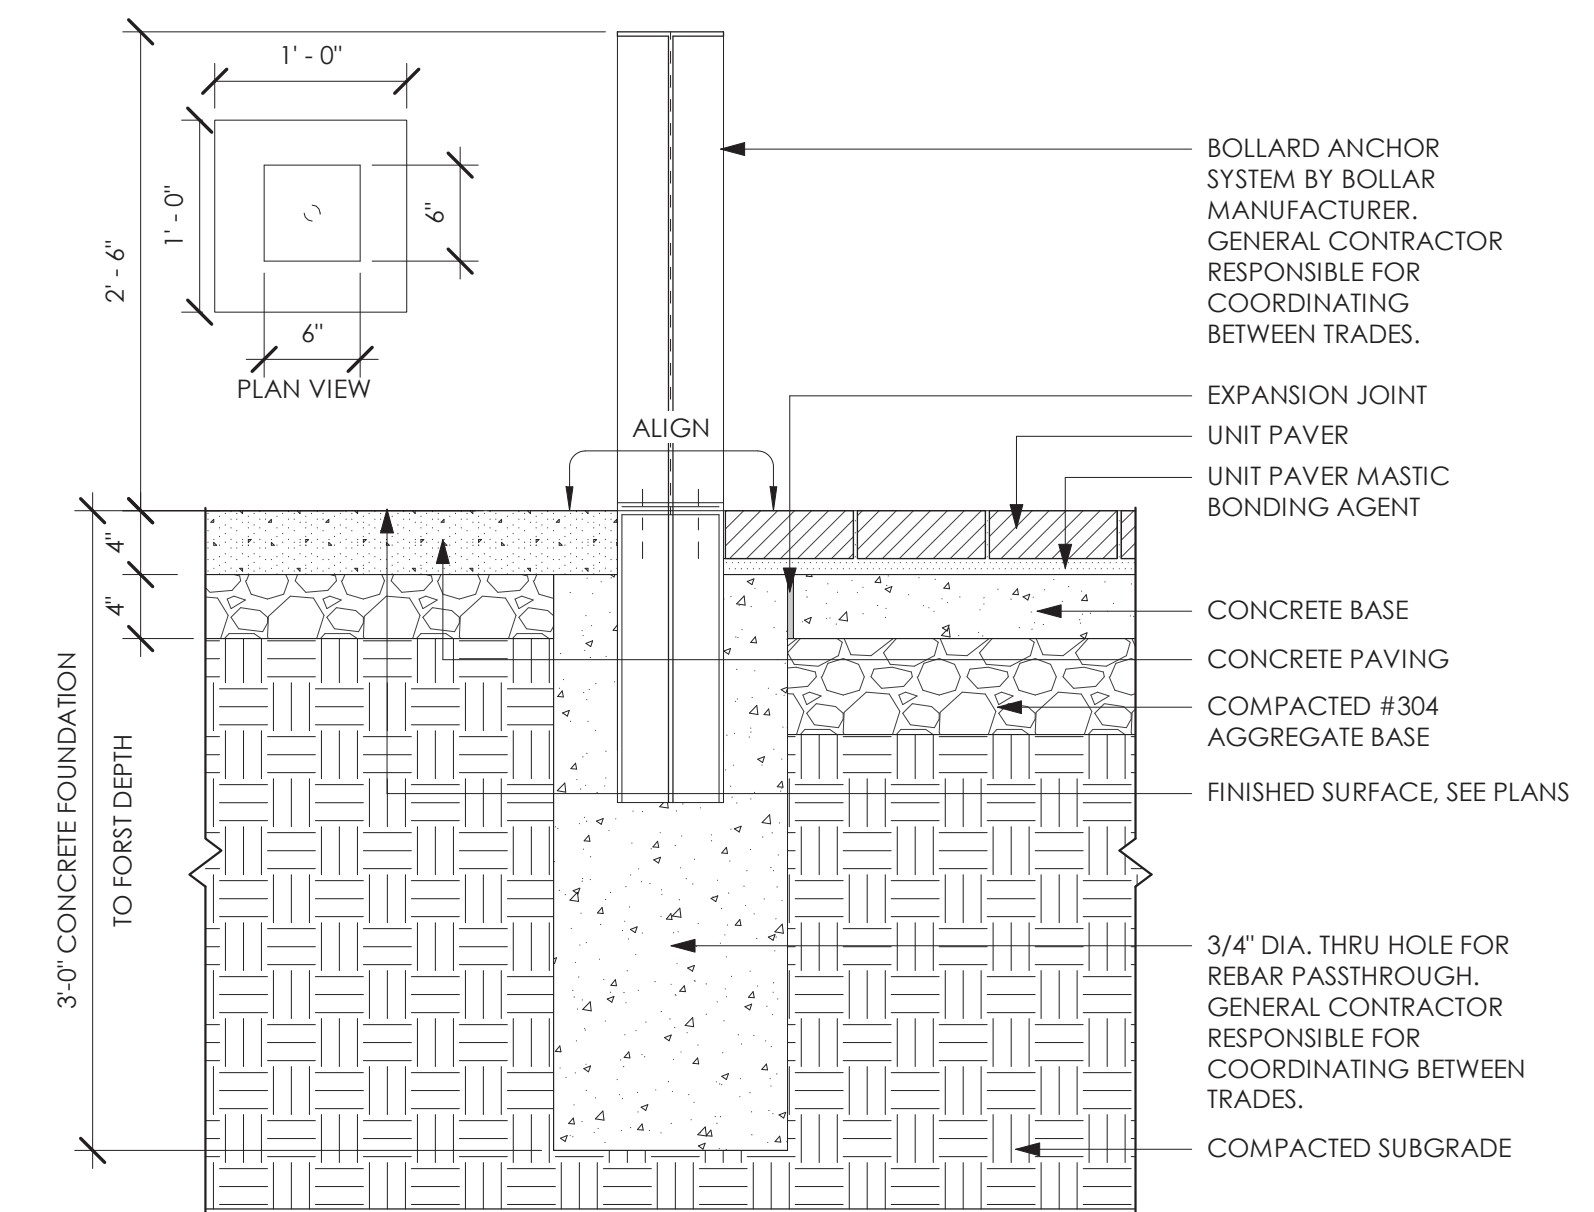 1' - 0"
1' - 0"
6"
6"
PLAN VIEW
2' - 6"
ALIGN
4"
4"
3'-0" CONCRETE FOUNDATION
TO FORST DEPTH
BOLLARD ANCHOR
SYSTEM BY BOLLAR
MANUFACTURER.
GENERAL CONTRACTOR
RESPONSIBLE FOR
COORDINATING
BETWEEN TRADES.
EXPANSION JOINT
UNIT PAVER
UNIT PAVER MASTIC
BONDING AGENT
CONCRETE BASE
CONCRETE PAVING
COMPACTED #304
AGGREGATE BASE
FINISHED SURFACE, SEE PLANS
3/4" DIA. THRU HOLE FOR
REBAR PASSTHROUGH.
GENERAL CONTRACTOR
RESPONSIBLE FOR
COORDINATING BETWEEN
TRADES.
COMPACTED SUBGRADE